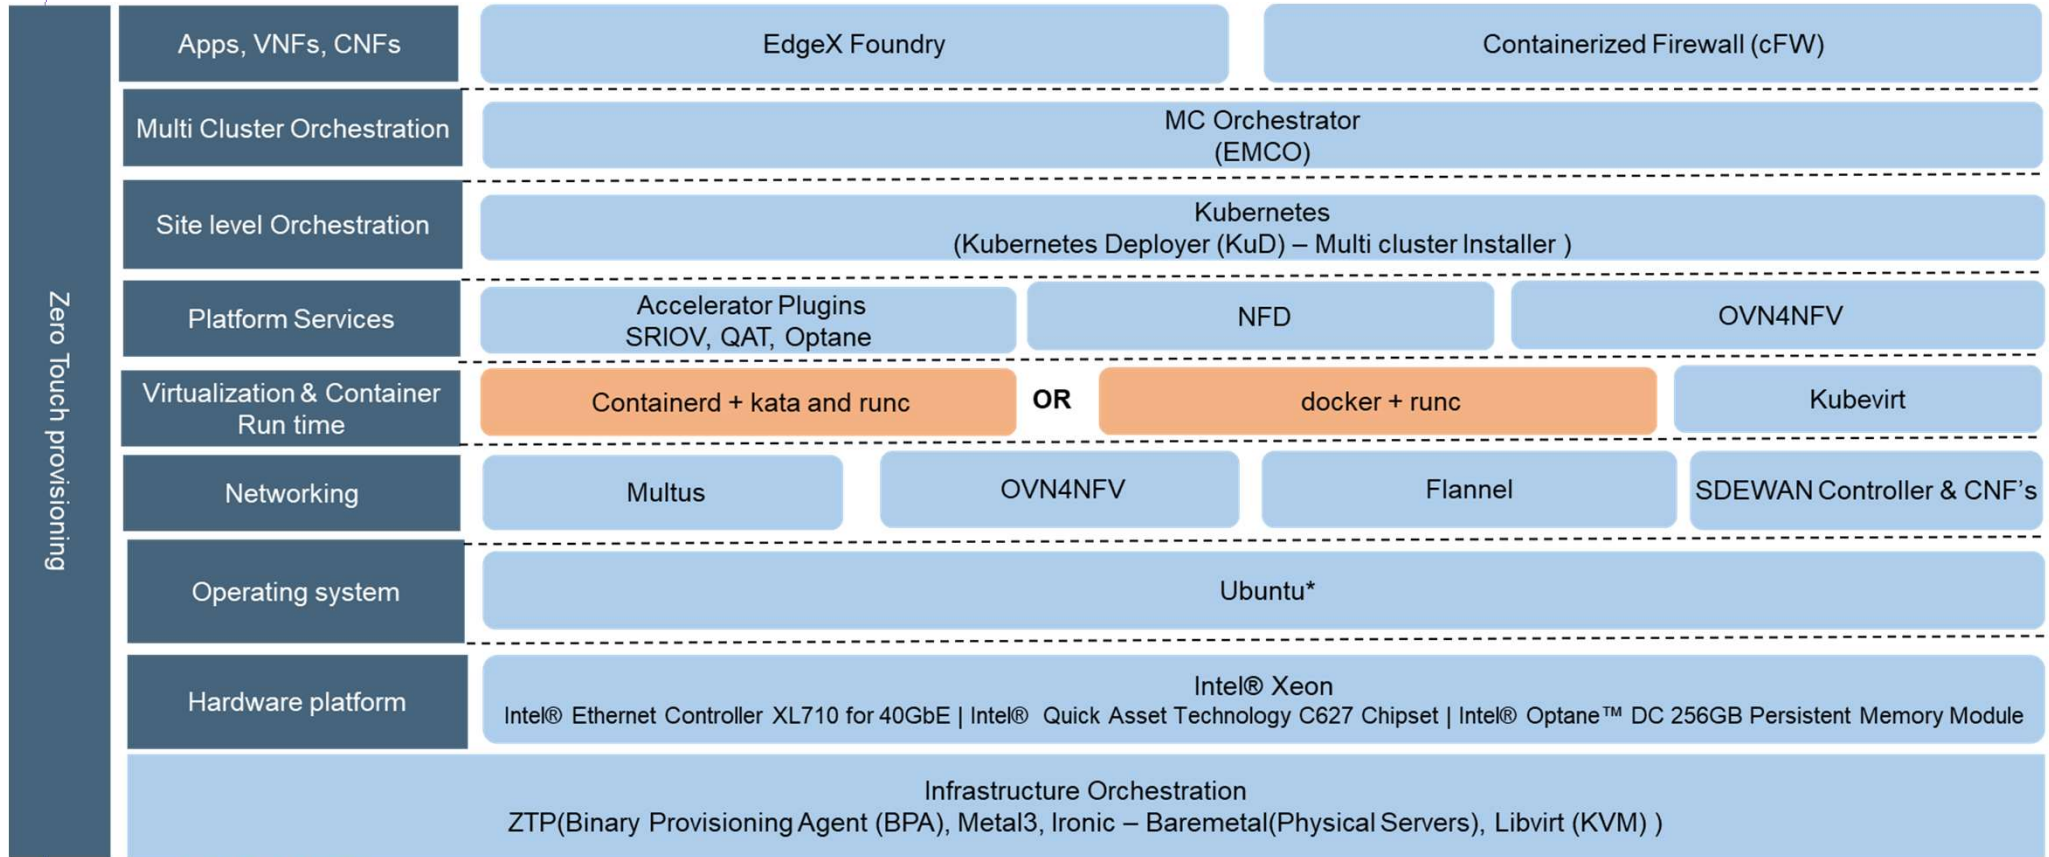 Zero Touch provisioning
Apps, VNFs, CNFs
EdgeX Foundry
Containerized Firewall (cFW)
Multi Cluster Orchestration
MC Orchestrator
(EMCO)
Site level Orchestration
Kubernetes
(Kubernetes Deployer (KuD) – Multi cluster Installer )
Platform Services
Accelerator Plugins
SRIOV, QAT, Optane
NFD
OVN4NFV
Virtualization & Container
Run time
Containerd + kata and runc
OR
docker + runc
Kubevirt
Networking
Multus
OVN4NFV
Flannel
SDEWAN Controller & CNF's
Operating system
Ubuntu*
Hardware platform
Intel® Xeon
Intel® Ethernet Controller XL710 for 40GbE | Intel® Quick Asset Technology C627 Chipset | Intel® Optane™ DC 256GB Persistent Memory Module
Infrastructure Orchestration
ZTP(Binary Provisioning Agent (BPA), Metal3, Ironic – Baremetal(Physical Servers), Libvirt (KVM) )